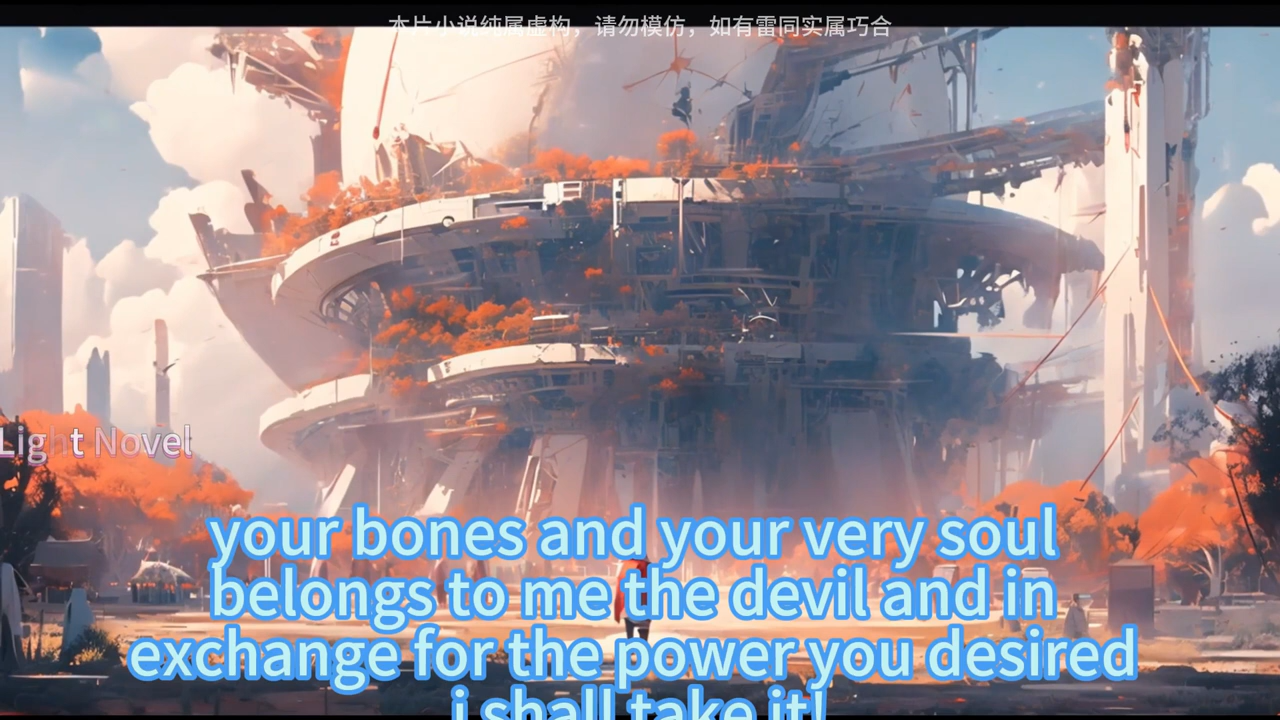 本片小说纯属虚构，请勿模仿，如有雷同实属巧合
Light Novel
your bones and your very soul
belongs to me the devil and in
exchange for the power you desired
i shall take it!